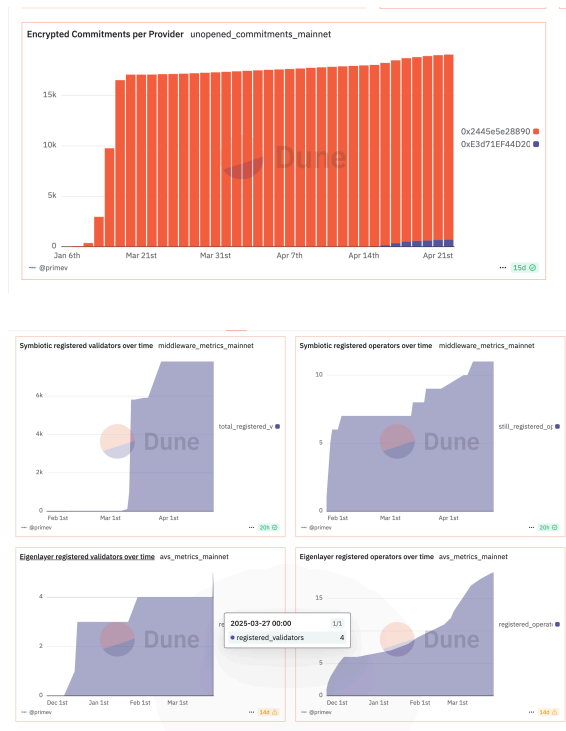 Encrypted Commitments per Provider unopened_commitments_mainnet
15k
10k
5k
0
Dune
0x2445e5e28890
0xE3d71EF44D20
Jan 6th Mar 21st Mar 31st Apr 7th Apr 14th Apr 21st
@primev 15d
Symbiotic registered validators over time middleware_metrics_mainnet
6k
4k
2k
0
Dune
total_registered_v
Feb 1st Mar 1st Apr 1st
@primev 20h
Symbiotic registered operators over time middleware_metrics_mainnet
10
5
0
Dune
still_registered_op
Feb 1st Mar 1st Apr 1st
@primev 20h
Eigenlayer registered validators over time avs_metrics_mainnet
4
2
0
Dune
re
2025-03-27 00:00 1/1
registered_validators 4
Dec 1st Jan 1st Feb 1st Mar 1st
@primev 14d
Eigenlayer registered operators over time avs_metrics_mainnet
15
5
0
Dune
registered_operat
Dec 1st Jan 1st Feb 1st Mar 1st
@primev 14d